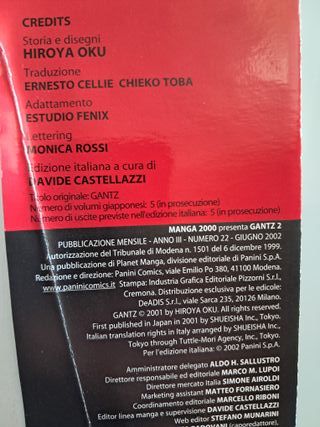 CREDITS
Storia e disegni
HIROYA OKU
Traduzione
ERNESTO CELLIE CHIEKO TOBA
Adattamento
ESTUDIO FENIX
Lettering
MONICA ROSSI
Edizione italiana a cura di
DAVIDE CASTELLAZZI
Titolo originale: GANTZ
Numero di volumi giapponesi: 5 (in prosecuzione)
Numero di uscite previste nell'edizione italiana: 5 (in prosecuzione)
MANGA 2000 presenta GANTZ 2
PUBBLICAZIONE MENSILE - ANNO III - NUMERO 22 - GIUGNO 2002
Autorizzazione del Tribunale di Modena n. 1501 del 6 dicembre 1999.
Una pubblicazione di Planet Manga, divisione editoriale di Panini S.p.A.
Redazione e direzione: Panini Comics, viale Emilio Po 380, 41100 Modena.
www.paninicomics.it Stampa: Industria Grafica Editoriale Pizzorni S.r.l.,
Cremona. Distribuzione esclusiva per le edicole:
DeADIS S.r.l., viale Sarca 235, 20126 Milano.
GANTZ © 2001 by HIROYA OKU. All rights reserved.
First published in Japan in 2001 by SHUEISHA Inc., Tokyo.
Italian translation rights in Italy arranged by SHUEISHA Inc.,
Tokyo through Tuttle-Mori Agency, Inc., Tokyo.
Per l'edizione italiana: © 2002 Panini S.p.A.
Amministratore delegato ALDO H. SALLUSTRO
Direttore responsabile ed editoriale MARCO M. LUPOI
Direttore mercato Italia SIMONE AIROLDI
Marketing assistant MATTEO FORNASIERO
Coordinamento editoriale MARCELLO RIBONI
Editor linea manga e supervisione DAVIDE CASTELLAZZI
Web editor STEFANO MUNARINI
PADOVANI (caporedattore),